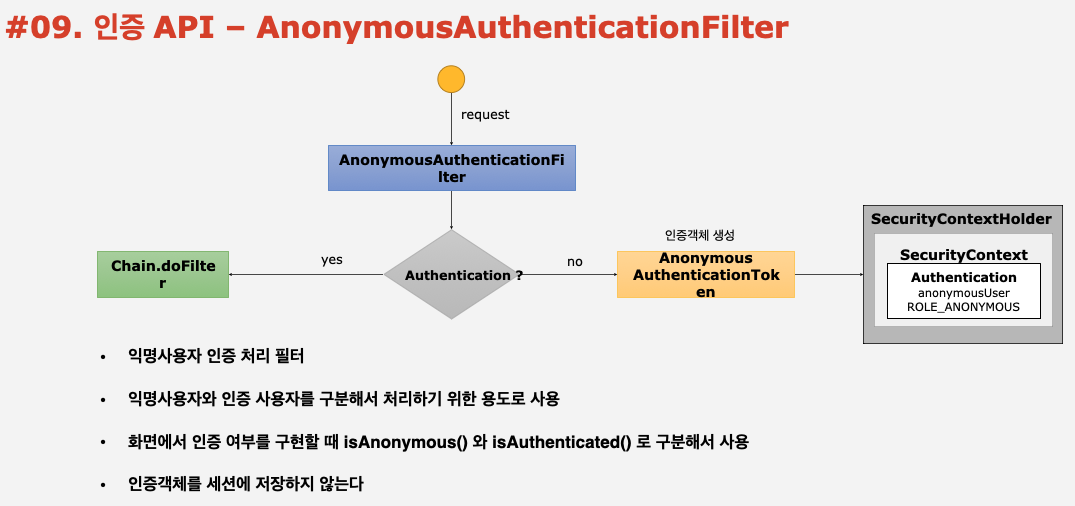 #09. 인증 API – AnonymousAuthenticationFilter
request
AnonymousAuthenticationFi
lter
Authentication ?
yes
Chain.doFilte
r
no
인증객체 생성
Anonymous
AuthenticationTok
en
SecurityContextHolder
SecurityContext
Authentication
anonymousUser
ROLE_ANONYMOUS
• 익명사용자 인증 처리 필터
• 익명사용자와 인증 사용자를 구분해서 처리하기 위한 용도로 사용
• 화면에서 인증 여부를 구현할 때 isAnonymous() 와 isAuthenticated() 로 구분해서 사용
• 인증객체를 세션에 저장하지 않는다